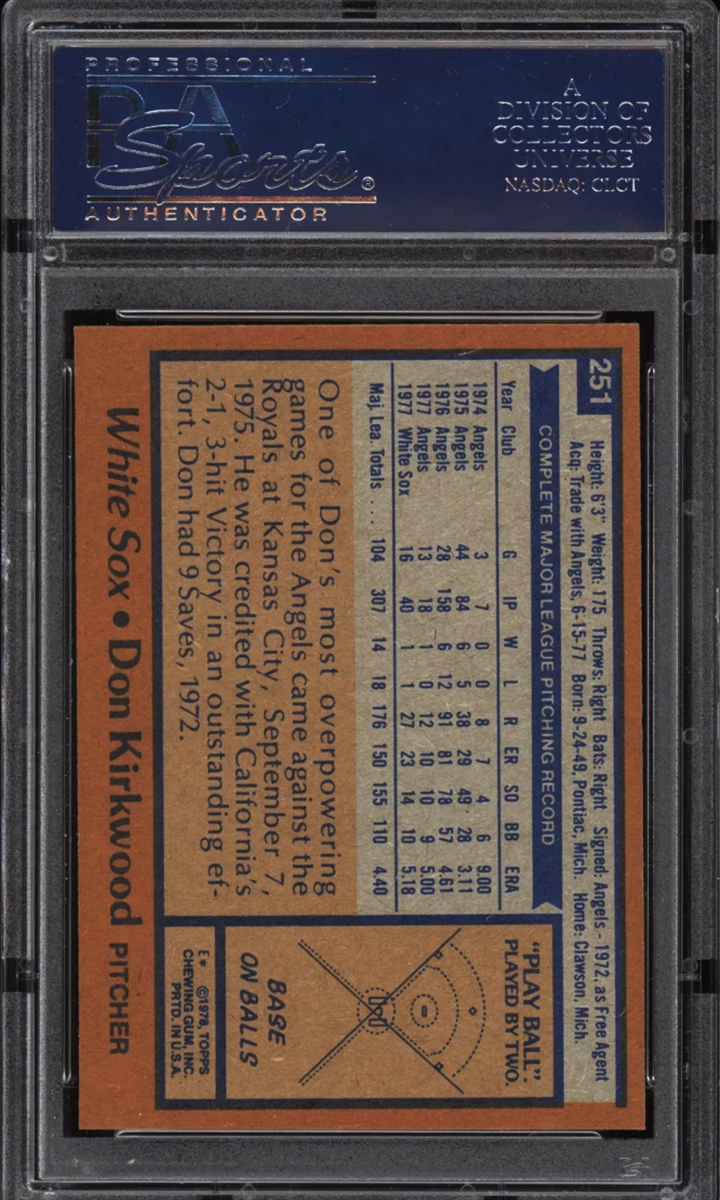 PROFESSIONAL
PSA
Sports®
AUTHENTICATOR
A
DIVISION OF
COLLECTORS
UNIVERSE
NASDAQ: CLCT
251
Height: 6'3" Weight: 175 Throws: Right Bats: Right Signed: Angels - 1972, as Free Agent
Acq: Trade with Angels, 6-15-77 Born: 9-24-49, Pontiac, Mich. Home: Clawson, Mich.
COMPLETE MAJOR LEAGUE PITCHING RECORD
Year Club G IP W L R ER SO BB ERA
1974 Angels 3 7 0 0 8 7 4 6 9.00
1975 Angels 44 84 6 5 38 29 49 28 3.11
1976 Angels 28 158 6 12 91 81 78 57 4.61
1977 Angels 13 18 1 0 12 10 10 9 5.00
1977 White Sox 16 40 1 1 27 23 14 10 5.18
Maj. Lea. Totals .... 104 307 14 18 176 150 155 110 4.40
One of Don's most overpowering
games for the Angels came against the
Royals at Kansas City, September 7,
1975. He was credited with California's
2-1, 3-hit Victory in an outstanding ef-
fort. Don had 9 Saves, 1972.
"PLAY BALL".
PLAYED BY TWO.
BASE
ON BALLS
E* ©1978, TOPPS
CHEWING GUM, INC.
PRTD. IN U.S.A.
White Sox • Don Kirkwood PITCHER